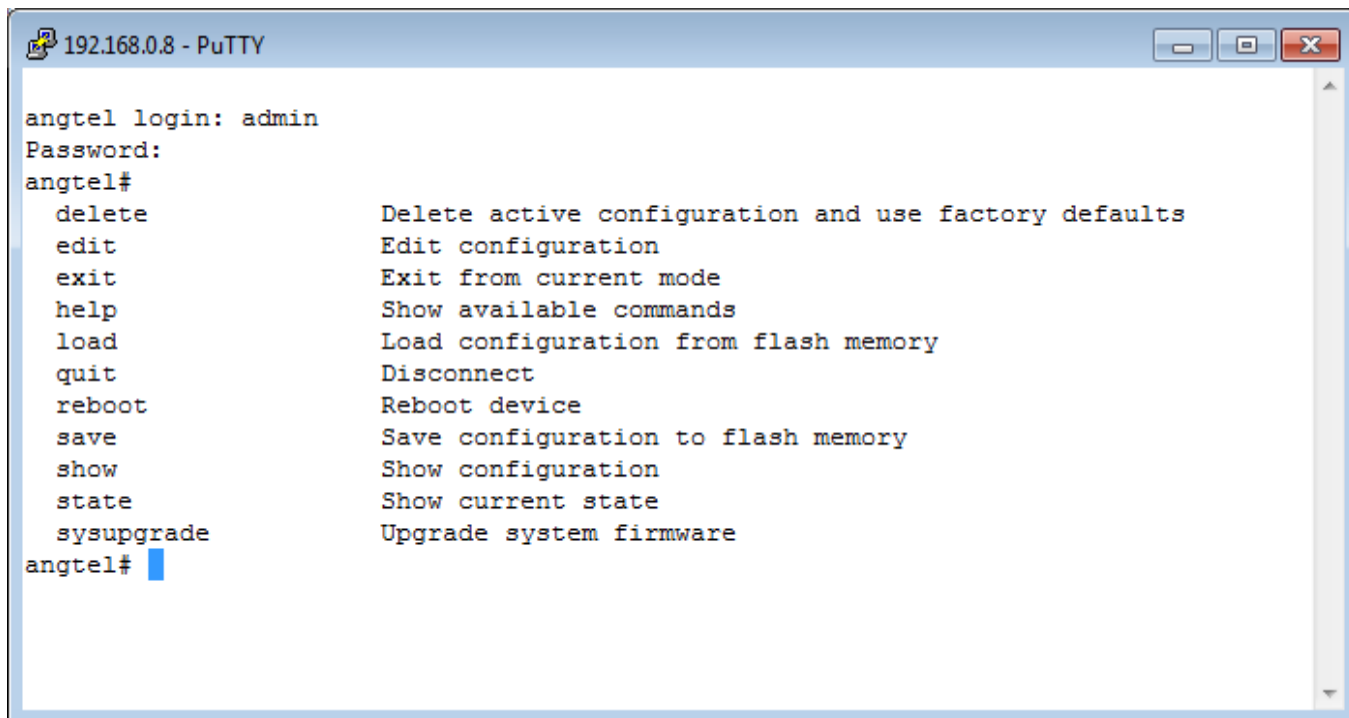 192.168.0.8 - PuTTY
angtel login: admin
Password:
angtel#
delete Delete active configuration and use factory defaults
edit Edit configuration
exit Exit from current mode
help Show available commands
load Load configuration from flash memory
quit Disconnect
reboot Reboot device
save Save configuration to flash memory
show Show configuration
state Show current state
sysupgrade Upgrade system firmware
angtel#